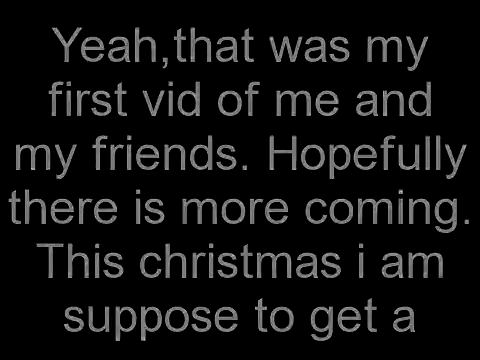 Yeah,that was my
first vid of me and
my friends. Hopefully
there is more coming.
This christmas i am
suppose to get a